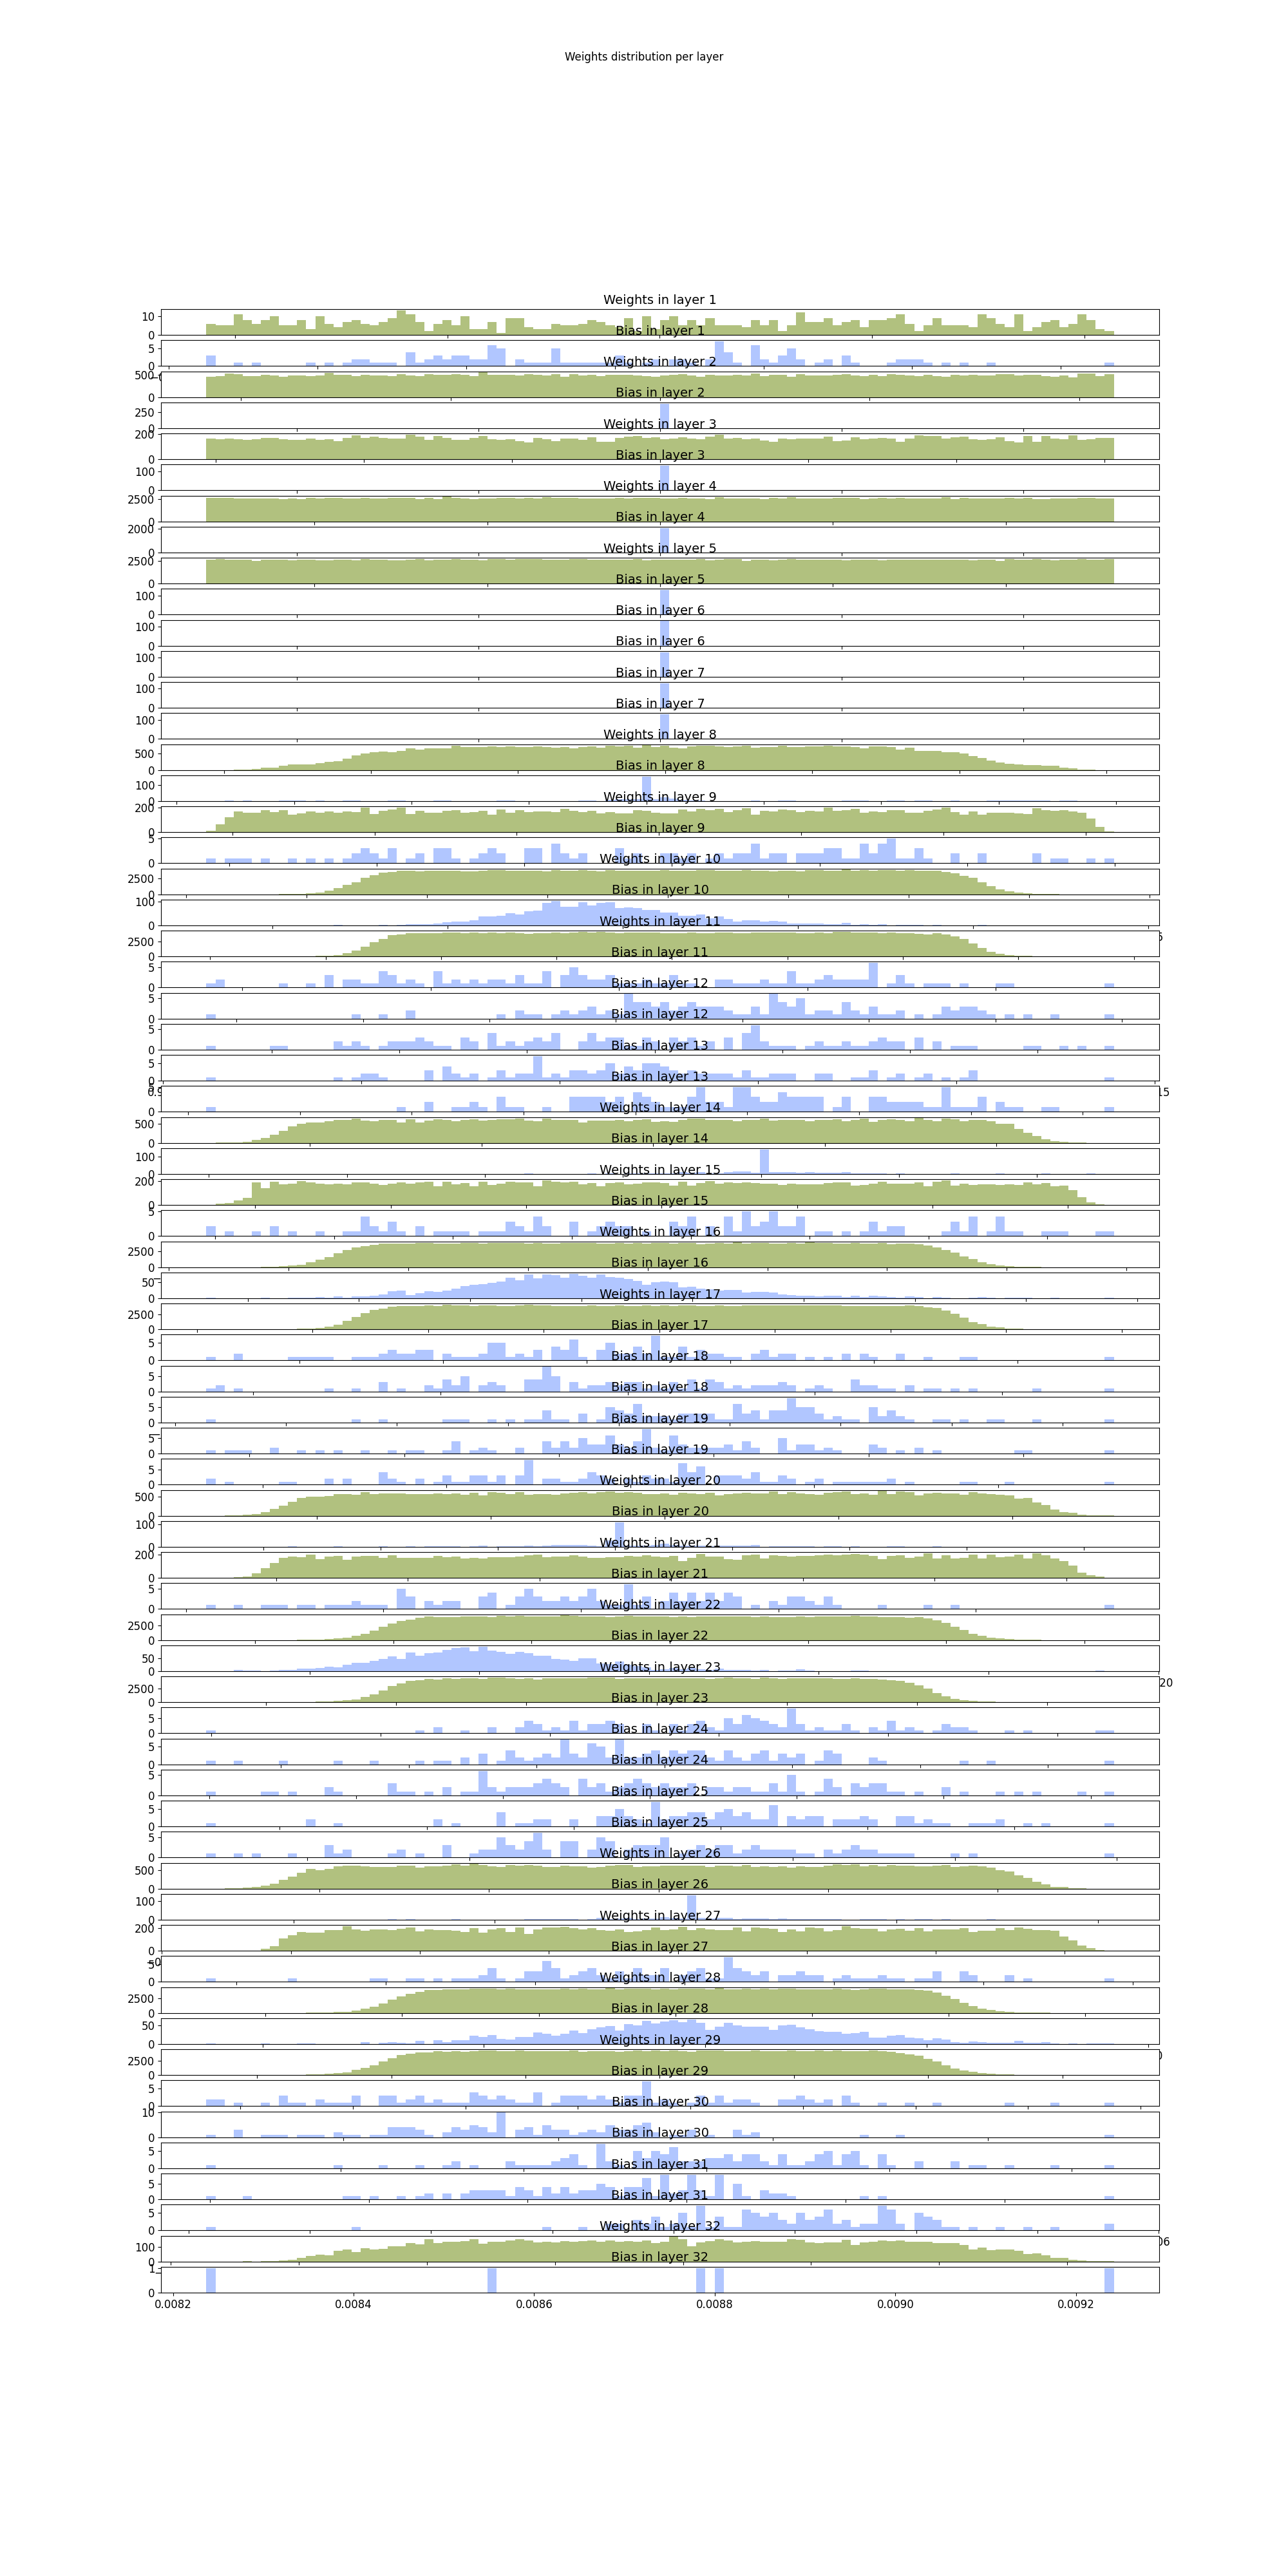 Weights distribution per layer
Weights in layer 1
10
0
Bias in layer 1
5
0
Weights in layer 2
500
0
Bias in layer 2
250
0
Weights in layer 3
200
0
Bias in layer 3
100
0
Weights in layer 4
2500
0
Bias in layer 4
2000
0
Weights in layer 5
2500
0
Bias in layer 5
100
0
Bias in layer 6
100
0
Bias in layer 6
100
0
Bias in layer 7
100
0
Bias in layer 7
100
0
Weights in layer 8
500
0
Bias in layer 8
100
0
Weights in layer 9
200
0
Bias in layer 9
5
0
Weights in layer 10
2500
0
Bias in layer 10
100
0
Weights in layer 11
2500
0
Bias in layer 11
5
0
Bias in layer 12
5
0
Bias in layer 12
5
0
Bias in layer 13
5
0
Bias in layer 13
5
0
Weights in layer 14
500
0
Bias in layer 14
100
0
Weights in layer 15
200
0
Bias in layer 15
5
0
Weights in layer 16
2500
0
Bias in layer 16
50
0
Weights in layer 17
2500
0
Bias in layer 17
5
0
Bias in layer 18
5
0
Bias in layer 18
5
0
Bias in layer 19
5
0
Bias in layer 19
5
0
Weights in layer 20
500
0
Bias in layer 20
100
0
Weights in layer 21
200
0
Bias in layer 21
5
0
Weights in layer 22
2500
0
Bias in layer 22
50
0
Weights in layer 23
20
2500
0
Bias in layer 23
5
0
Bias in layer 24
5
0
Bias in layer 24
5
0
Bias in layer 25
5
0
Bias in layer 25
5
0
Weights in layer 26
500
0
Bias in layer 26
100
0
Weights in layer 27
200
0
Bias in layer 27
5
0
Weights in layer 28
2500
0
Bias in layer 28
50
0
Weights in layer 29
2500
0
Bias in layer 29
5
0
Bias in layer 30
10
0
Bias in layer 30
5
0
Bias in layer 31
5
0
Bias in layer 31
5
0
Weights in layer 32
100
0
Bias in layer 32
1
0
0.0082 0.0084 0.0086 0.0088 0.0090 0.0092